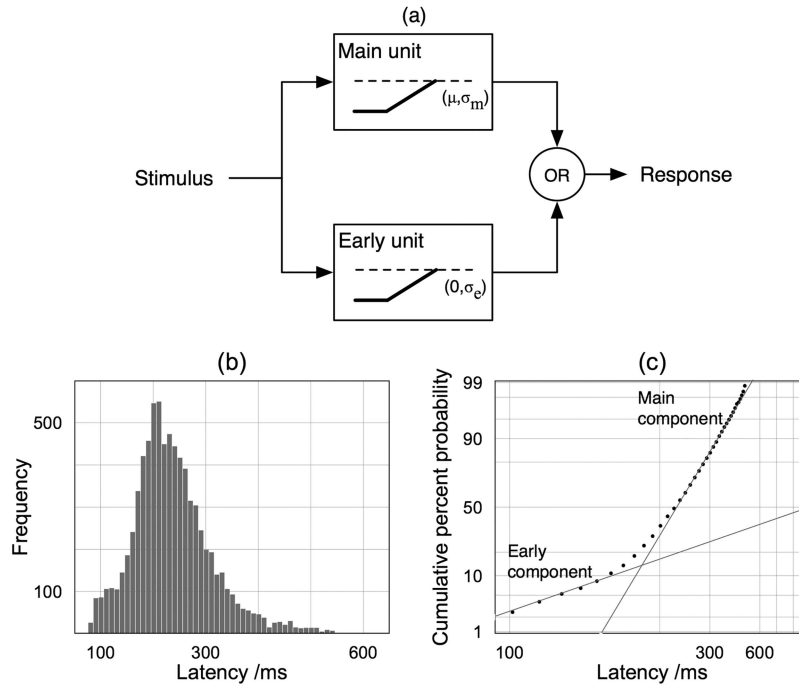 (a)
Main unit
(μ,σm)
Stimulus
OR
Response
Early unit
(0,σe)
(b)
500
100
Frequency
100
300
600
Latency /ms
(c)
99
90
50
10
1
Cumulative percent probability
Main
component
Early
component
100
300
600
Latency /ms